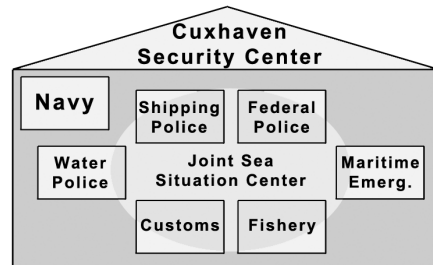 Cuxhaven
Security Center
Navy
Shipping
Police
Federal
Police
Water
Police
Joint Sea
Situation Center
Maritime
Emerg.
Customs
Fishery